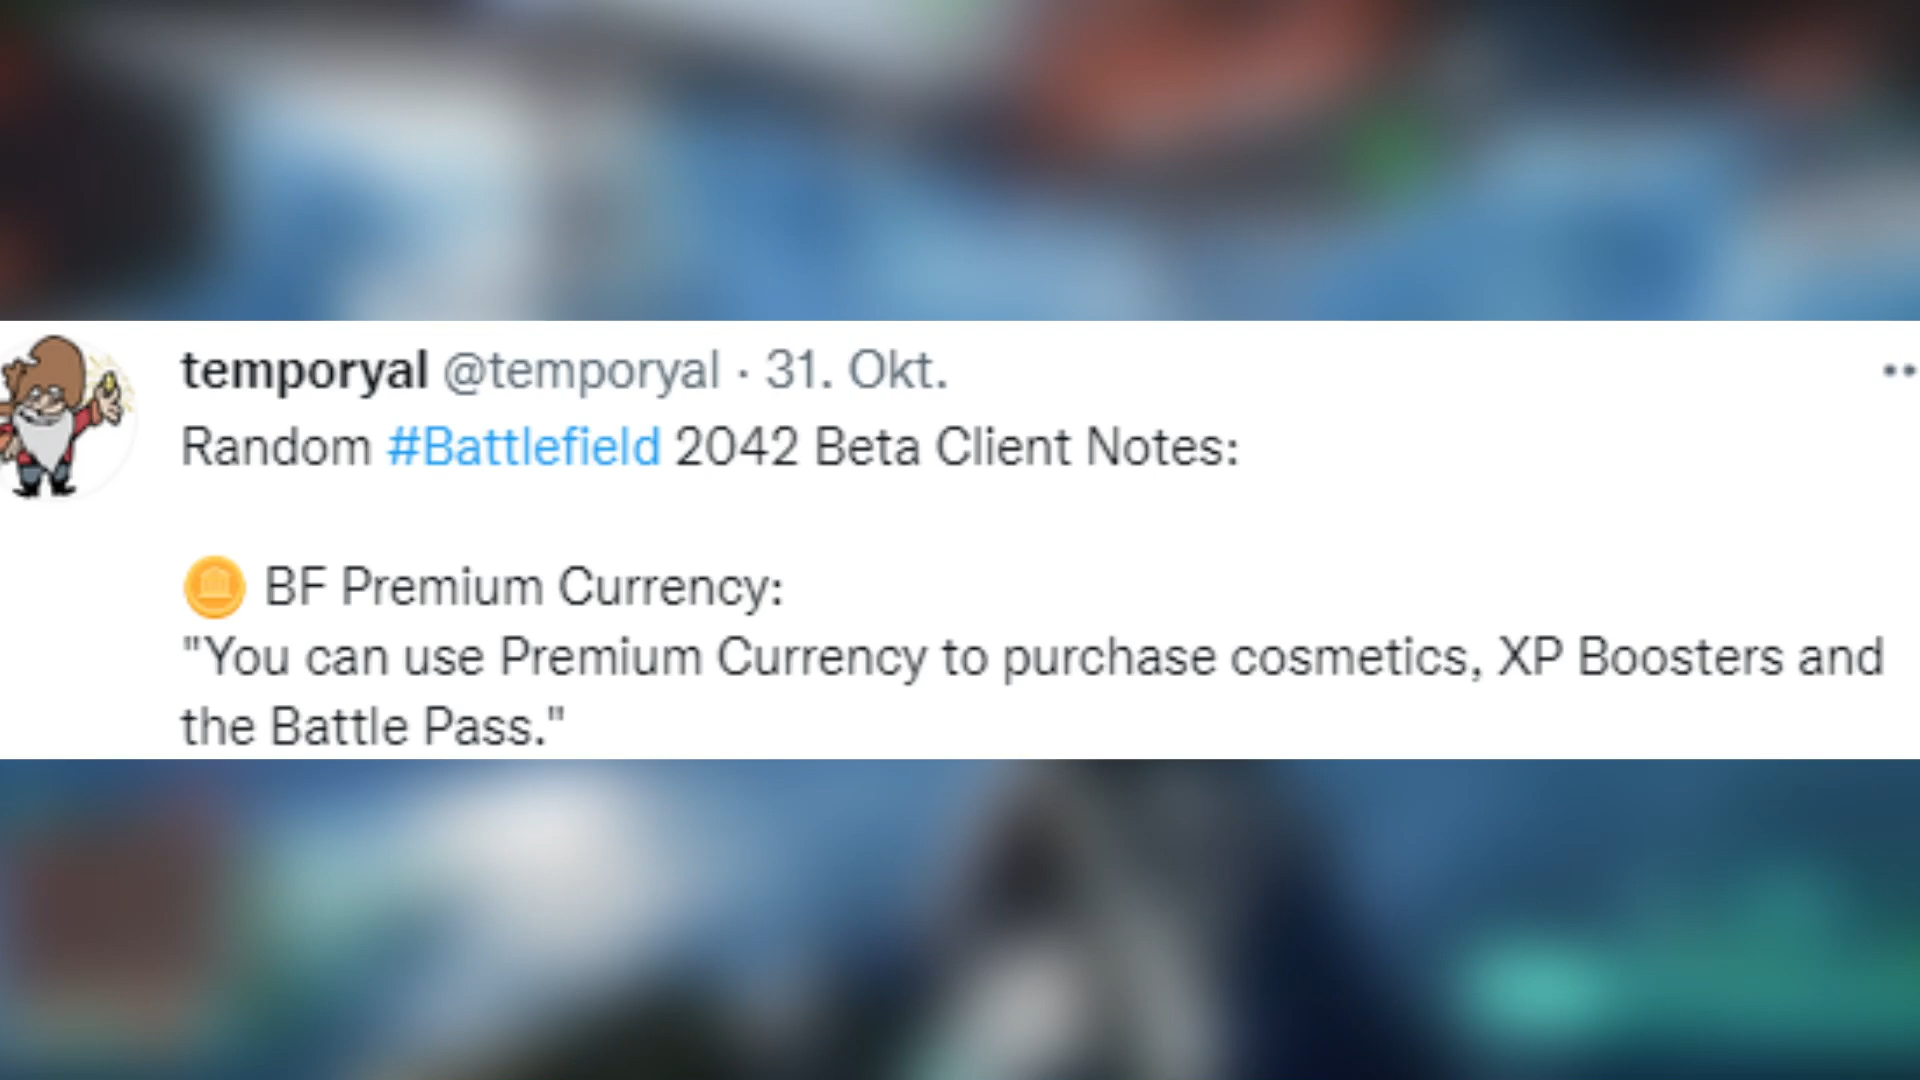 temporyal @temporyal · 31. Okt.
Random #Battlefield 2042 Beta Client Notes:
BF Premium Currency:
"You can use Premium Currency to purchase cosmetics, XP Boosters and
the Battle Pass."